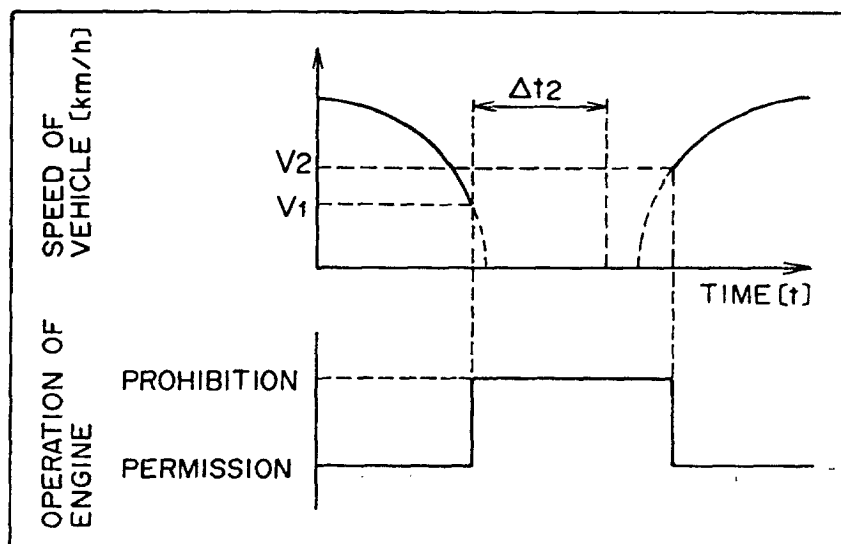 SPEED OF
VEHICLE [km/h]
Δt2
V2
V1
TIME[t]
OPERATION OF
ENGINE
PROHIBITION
PERMISSION